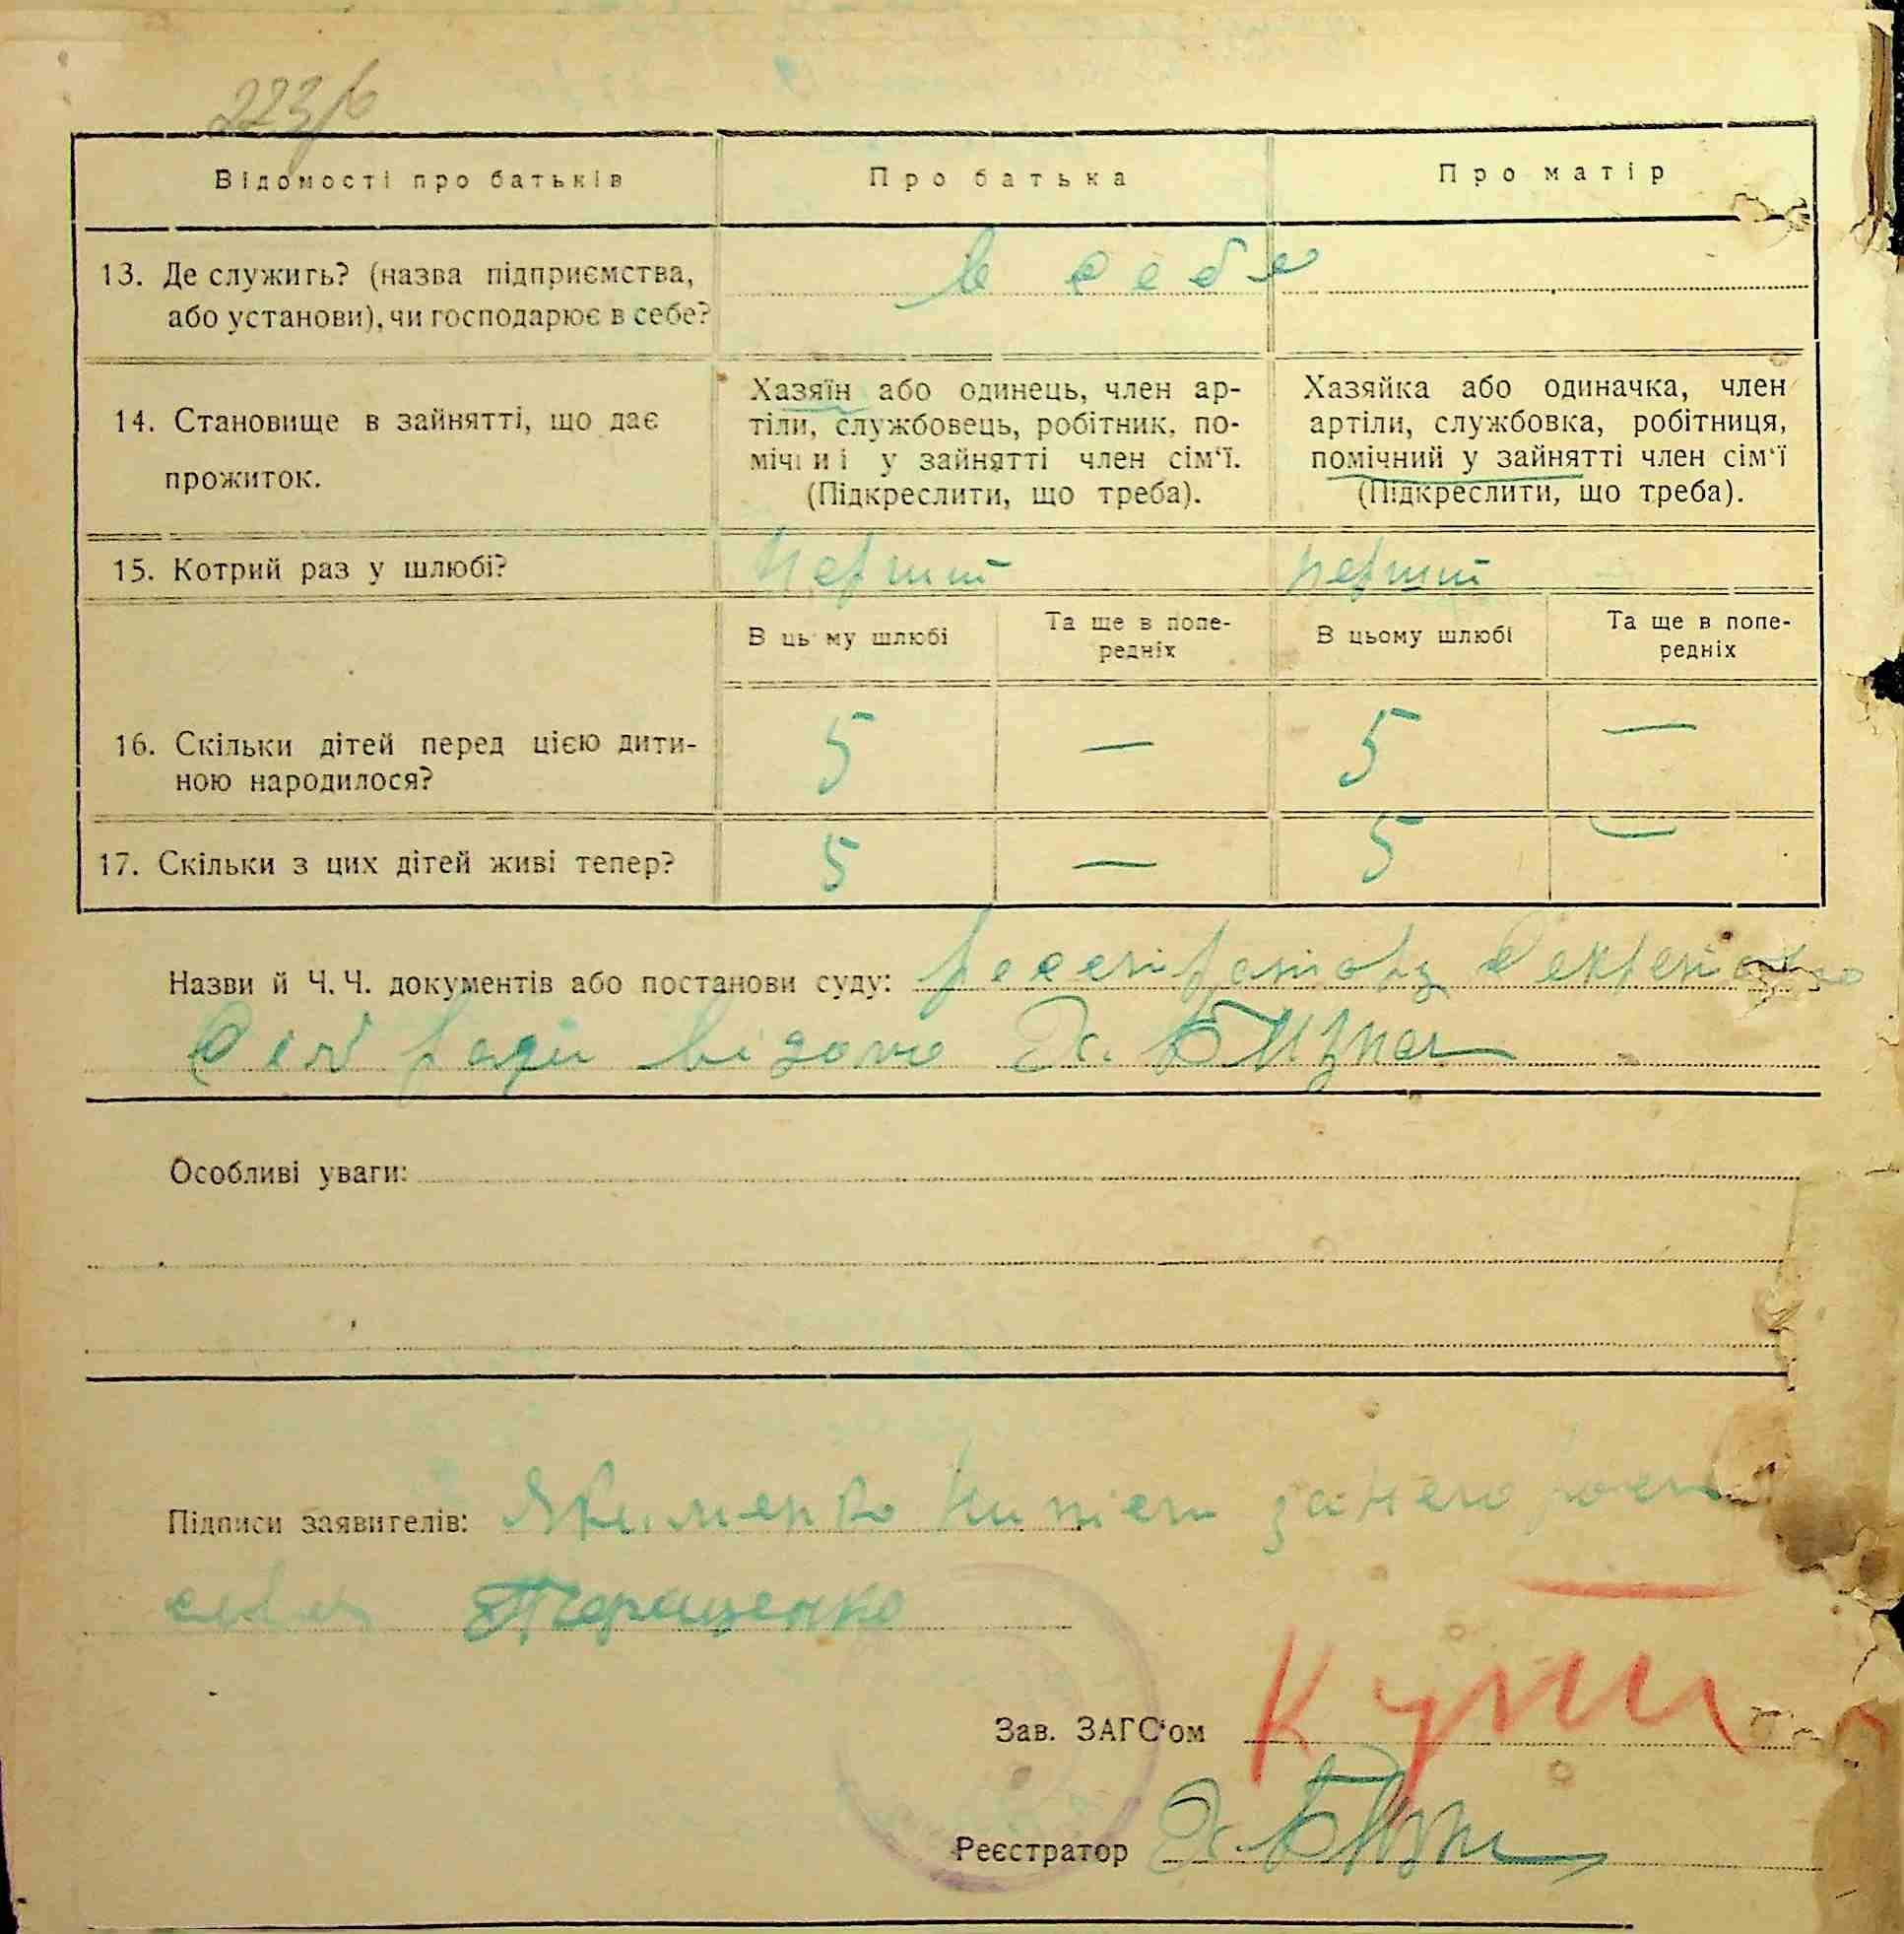 223/6
Відомості про батьків
Про батька
Про матір
13. Де служить? (назва підприємства,
або установи), чи господарює в себе?
в себе
14. Становище в зайнятті, що дає
прожиток.
Хазяїн або одинець, член ар-
тіли, службовець, робітник, по-
мічний у зайнятті член сім'ї.
(Підкреслити, що треба).
Хазяйка або одиначка, член
артіли, службовка, робітниця,
помічний у зайнятті член сім'ї
(Підкреслити, що треба).
15. Котрий раз у шлюбі?
перший
перший
В цьому шлюбі
Та ще в попе-
редніх
В цьому шлюбі
Та ще в попе-
редніх
16. Скільки дітей перед цією дити-
ною народилося?
5 — 5 —
17. Скільки з цих дітей живі тепер?
5 — 5 —
Назви й Ч. Ч. документів або постанови суду:
сел ради відомо
Особливі уваги:
Підписи заявителів: Якименко
Терещенко
Зав. ЗАГС'ом
Реєстратор